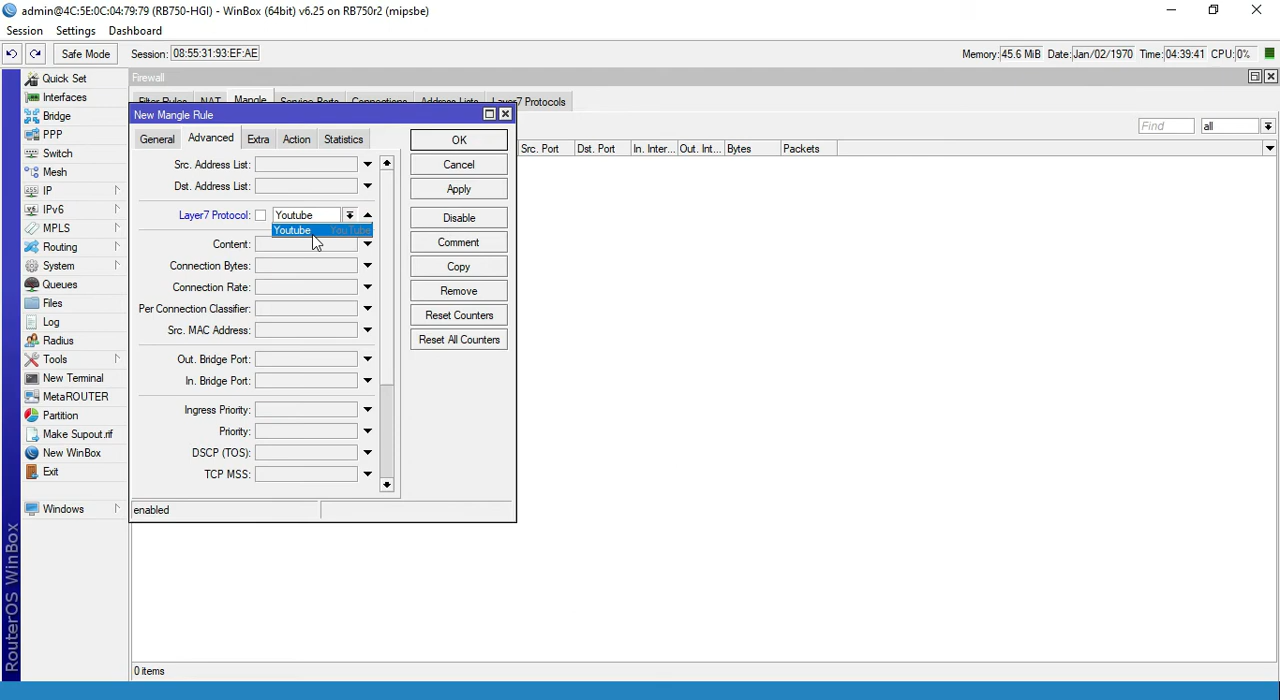 admin@4C:5E:0C:04:79:79 (RB750-HGI) - WinBox (64bit) v6.25 on RB750r2 (mipsbe)
Session Settings Dashboard
Safe Mode Session: 08:55:31:93:EF:AE Memory: 45.6 MiB Date: Jan/02/1970 Time: 04:39:41 CPU: 0%
Quick Set
Interfaces
Bridge
PPP
Switch
Mesh
IP
IPv6
MPLS
Routing
System
Queues
Files
Log
Radius
Tools
New Terminal
MetaROUTER
Partition
Make Supout.rif
New WinBox
Exit
Windows
RouterOS WinBox
Firewall
Filter Rules NAT Mangle Service Ports Connections Address Lists Layer7 Protocols
Find all
Src. Port Dst. Port In. Inter... Out. Int... Bytes Packets
New Mangle Rule
General Advanced Extra Action Statistics
Src. Address List:
Dst. Address List:
Layer7 Protocol: Youtube
Youtube YouTube
Content:
Connection Bytes:
Connection Rate:
Per Connection Classifier:
Src. MAC Address:
Out. Bridge Port:
In. Bridge Port:
Ingress Priority:
Priority:
DSCP (TOS):
TCP MSS:
OK
Cancel
Apply
Disable
Comment
Copy
Remove
Reset Counters
Reset All Counters
enabled
0 items